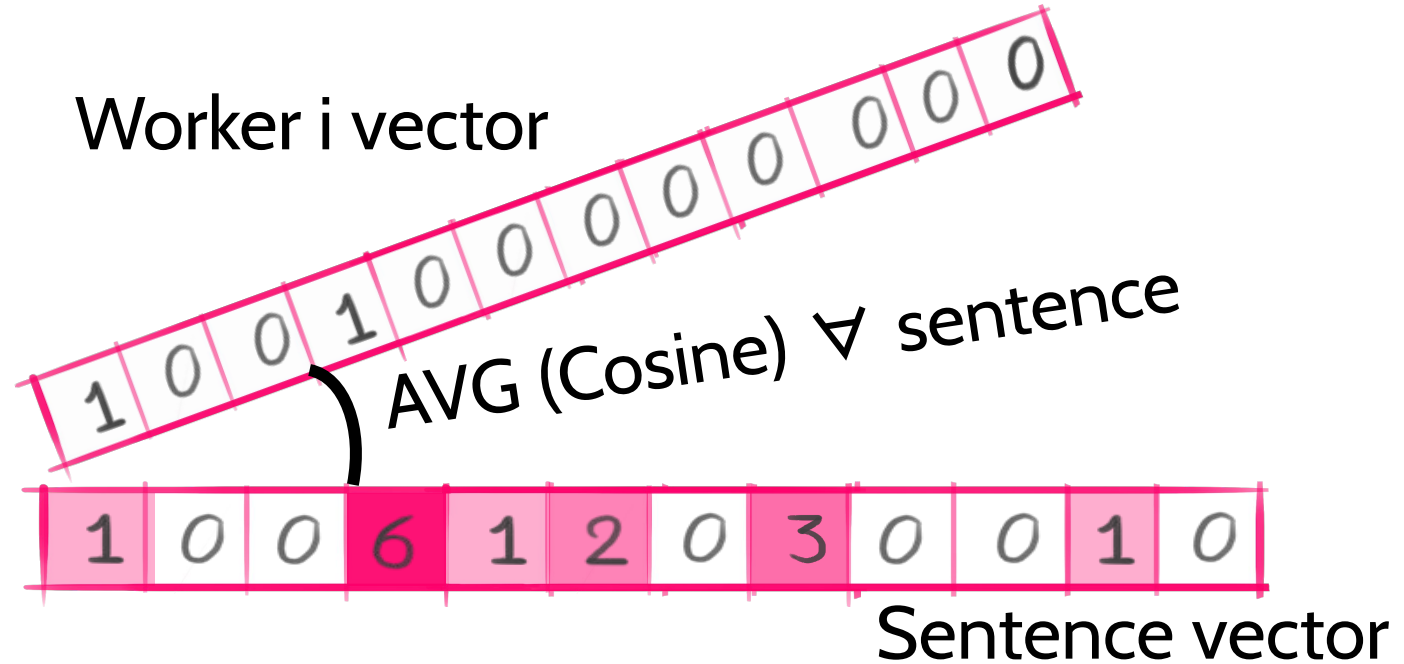 Worker i vector
1 0 0 1 0 0 0 0 0 0 0 0
AVG (Cosine) ∀ sentence
1 0 0 6 1 2 0 3 0 0 1 0
Sentence vector